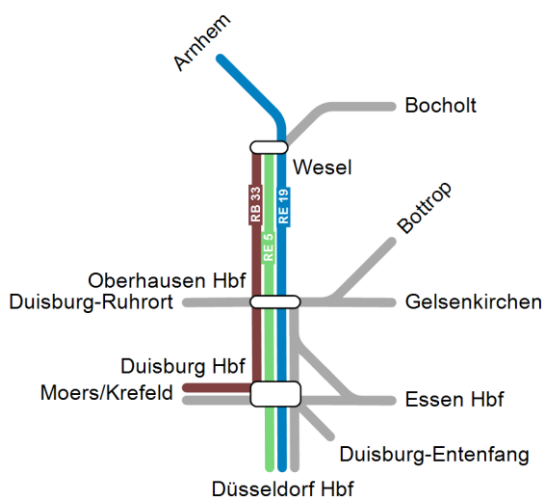 Arnhem
Bocholt
Wesel
RB 33
RE 5
RE 19
Bottrop
Oberhausen Hbf
Duisburg-Ruhrort
Gelsenkirchen
Duisburg Hbf
Moers/Krefeld
Essen Hbf
Duisburg-Entenfang
Düsseldorf Hbf